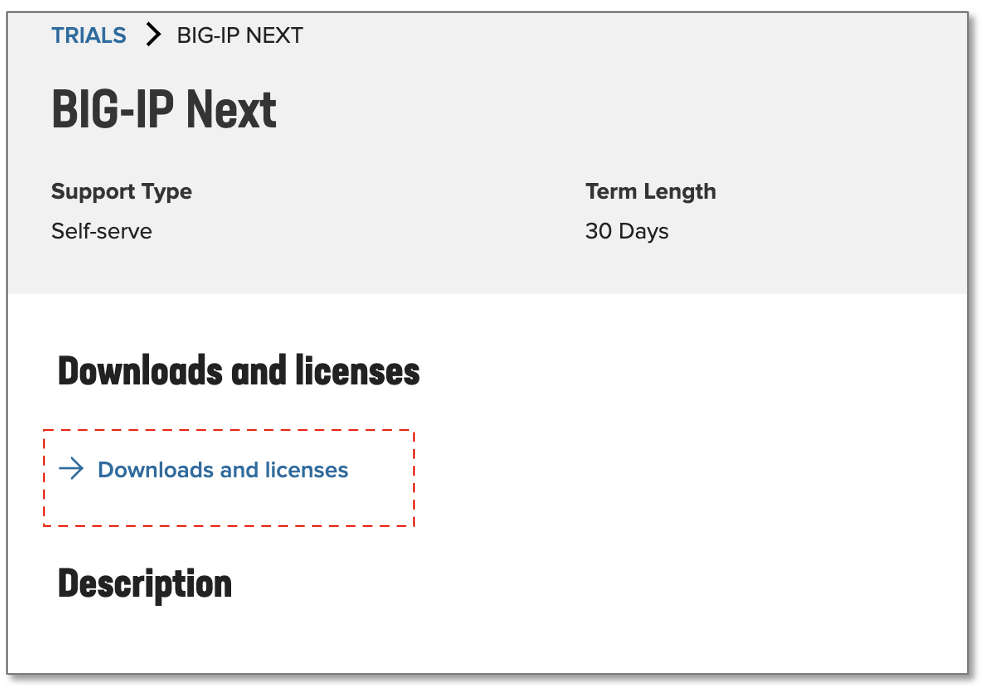 TRIALS > BIG-IP NEXT
BIG-IP Next
Support Type
Term Length
Self-serve
30 Days
Downloads and licenses
→ Downloads and licenses
Description